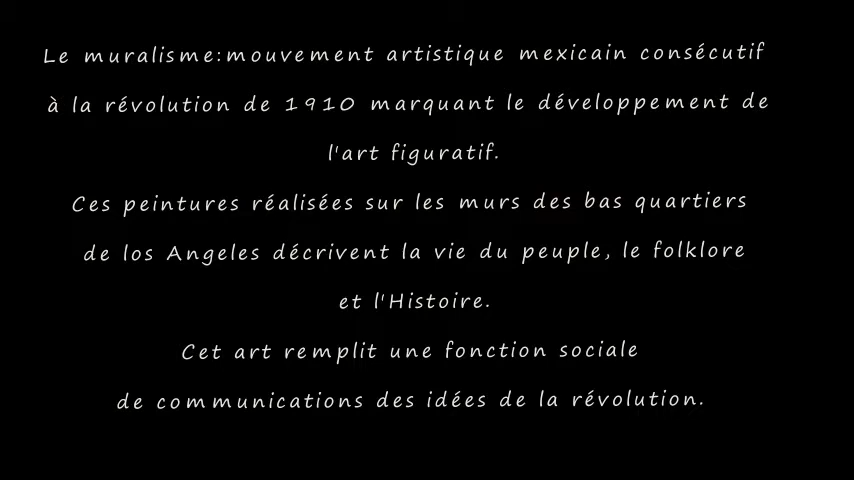 Le muralisme:mouvement artistique mexicain consécutif
à la révolution de 1910 marquant le développement de
l'art figuratif.
Ces peintures réalisées sur les murs des bas quartiers
de los Angeles décrivent la vie du peuple, le folklore
et l'Histoire.
Cet art remplit une fonction sociale
de communications des idées de la révolution.